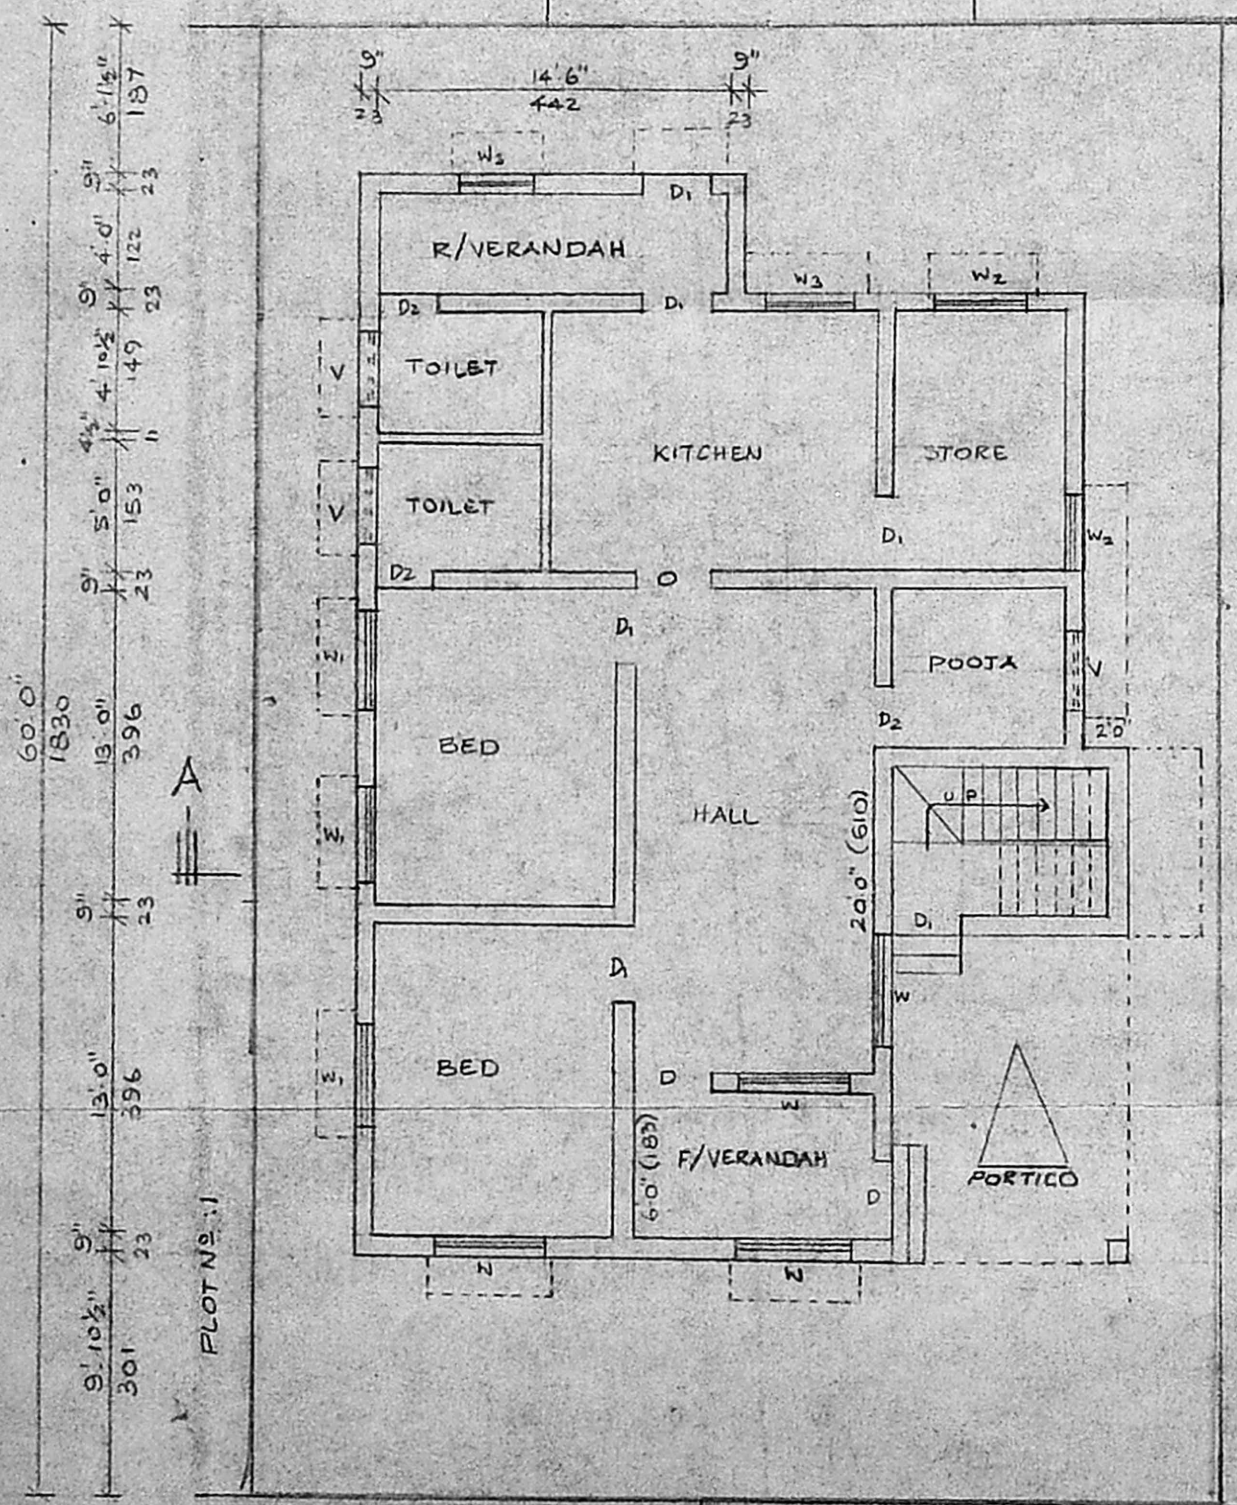 9"
14'6"
442
9"
23
23
W3
D1
R/VERANDAH
D2
D1
W3
W2
TOILET
V
KITCHEN
STORE
TOILET
V
D1
W2
D2
O
D1
W1
POOJA
V
D2
2'0"
BED
W1
HALL
UP
20'.0" (610)
D1
D1
W
BED
W1
D
W
6'.0" (183)
F/VERANDAH
D
PORTICO
W
W
60'.0"
1830
6'-1½"
187
9"
23
4'.0"
122
9"
23
4'10½"
149
4½"
11
5'.0"
153
9"
23
13'.0"
396
9"
23
13'.0"
396
9"
23
9'.10½"
301
A
PLOT Nº:1